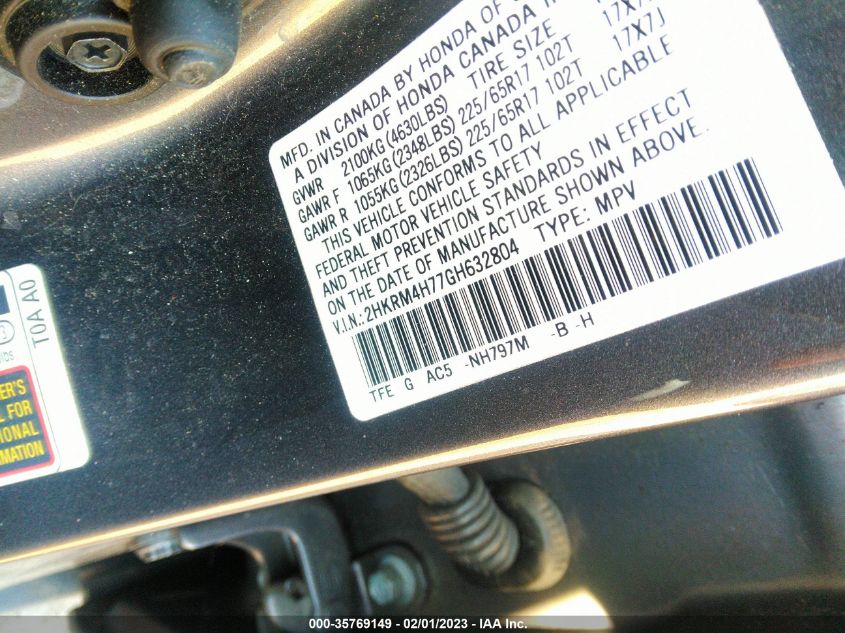 MFD. IN CANADA BY HONDA OF
A DIVISION OF HONDA CANADA
TIRE SIZE
GVWR 2100KG (4630LBS)
GAWR F 1065KG (2348LBS) 225/65R17 102T 17X7J
GAWR R 1055KG (2326LBS) 225/65R17 102T 17X7J
THIS VEHICLE CONFORMS TO ALL APPLICABLE
FEDERAL MOTOR VEHICLE SAFETY
AND THEFT PREVENTION STANDARDS IN EFFECT
ON THE DATE OF MANUFACTURE SHOWN ABOVE.
V.I.N.: 2HKRM4H77GH632804 TYPE: MPV
TFE G AC5 -NH797M -B -H
TOA A0
FOR
000-35769149 - 02/01/2023 - IAA Inc.